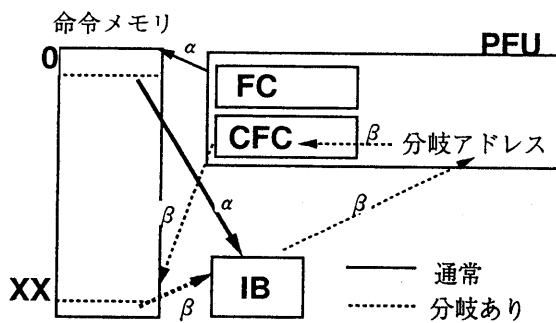 命令メモリ
0
α
PFU
FC
CFC
β
分岐アドレス
β
α
β
XX
β
IB
通常
分岐あり